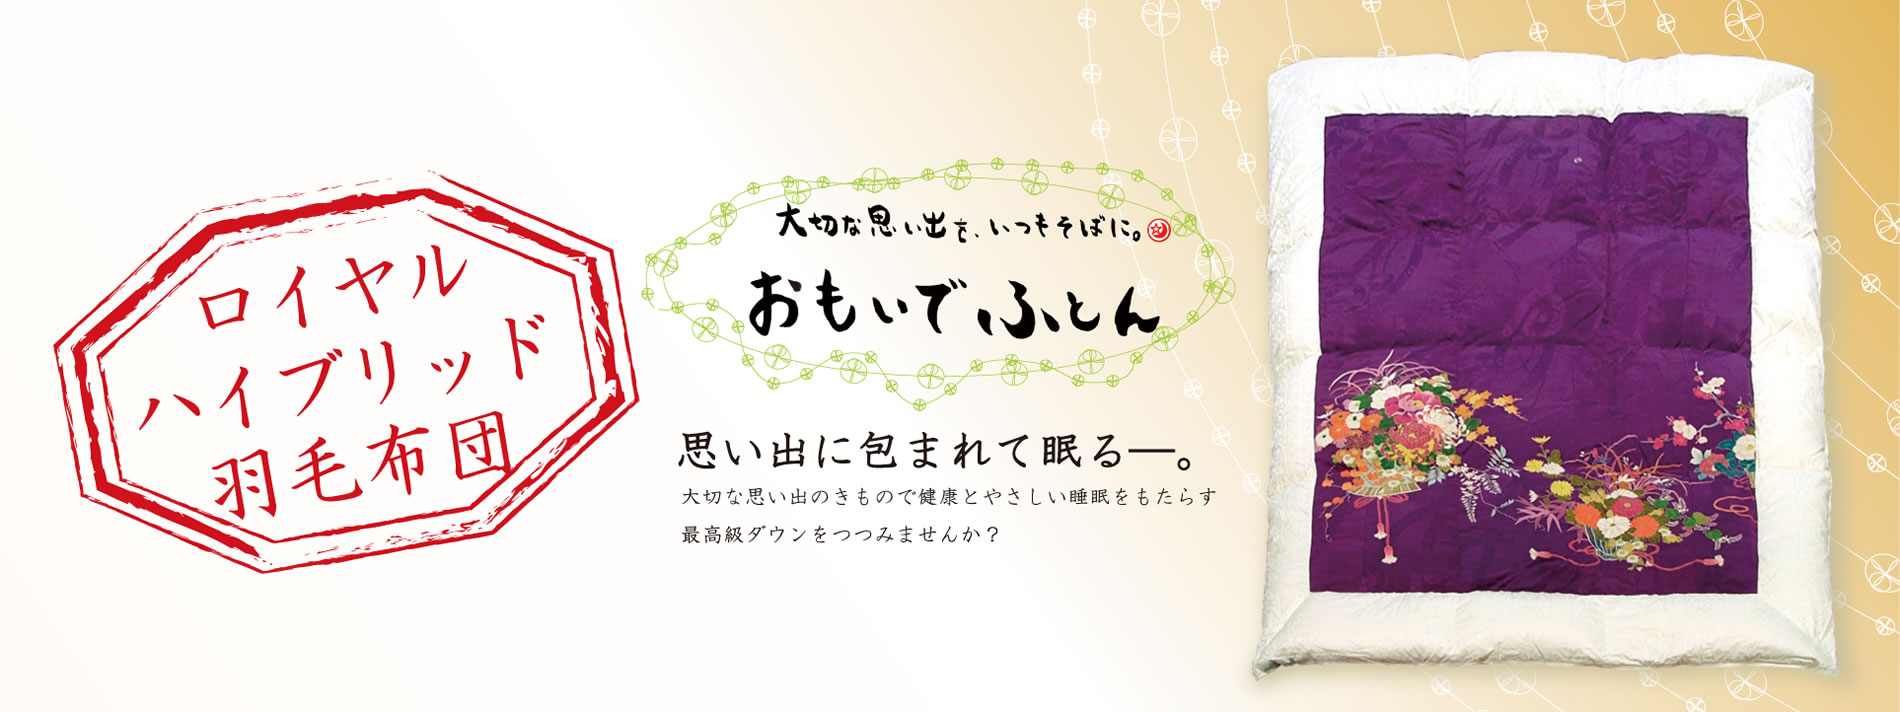 ロイヤル
ハイブリッド
羽毛布団
大切な思い出を、いつもそばに。
おもいでふとん
思い出に包まれて眠る―。
大切な思い出のきもので健康とやさしい睡眠をもたらす
最高級ダウンをつつみませんか？